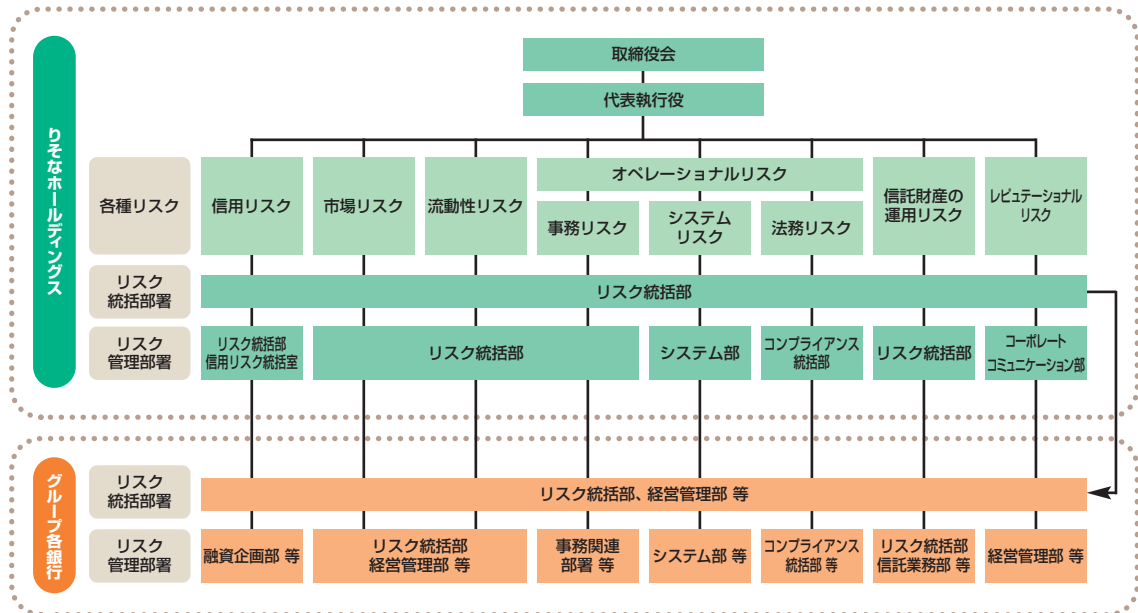 取締役会
代表執行役
りそなホールディングス
各種リスク
信用リスク
市場リスク
流動性リスク
オペレーショナルリスク
事務リスク
システム
リスク
法務リスク
信託財産の
運用リスク
レピュテーショナル
リスク
リスク
統括部署
リスク統括部
リスク
管理部署
リスク統括部
信用リスク統括室
リスク統括部
システム部
コンプライアンス
統括部
リスク統括部
コーポレート
コミュニケーション部
グループ各銀行
リスク
統括部署
リスク統括部、経営管理部 等
リスク
管理部署
融資企画部 等
リスク統括部
経営管理部 等
事務関連
部署 等
システム部 等
コンプライアンス
統括部 等
リスク統括部
信託業務部 等
経営管理部 等